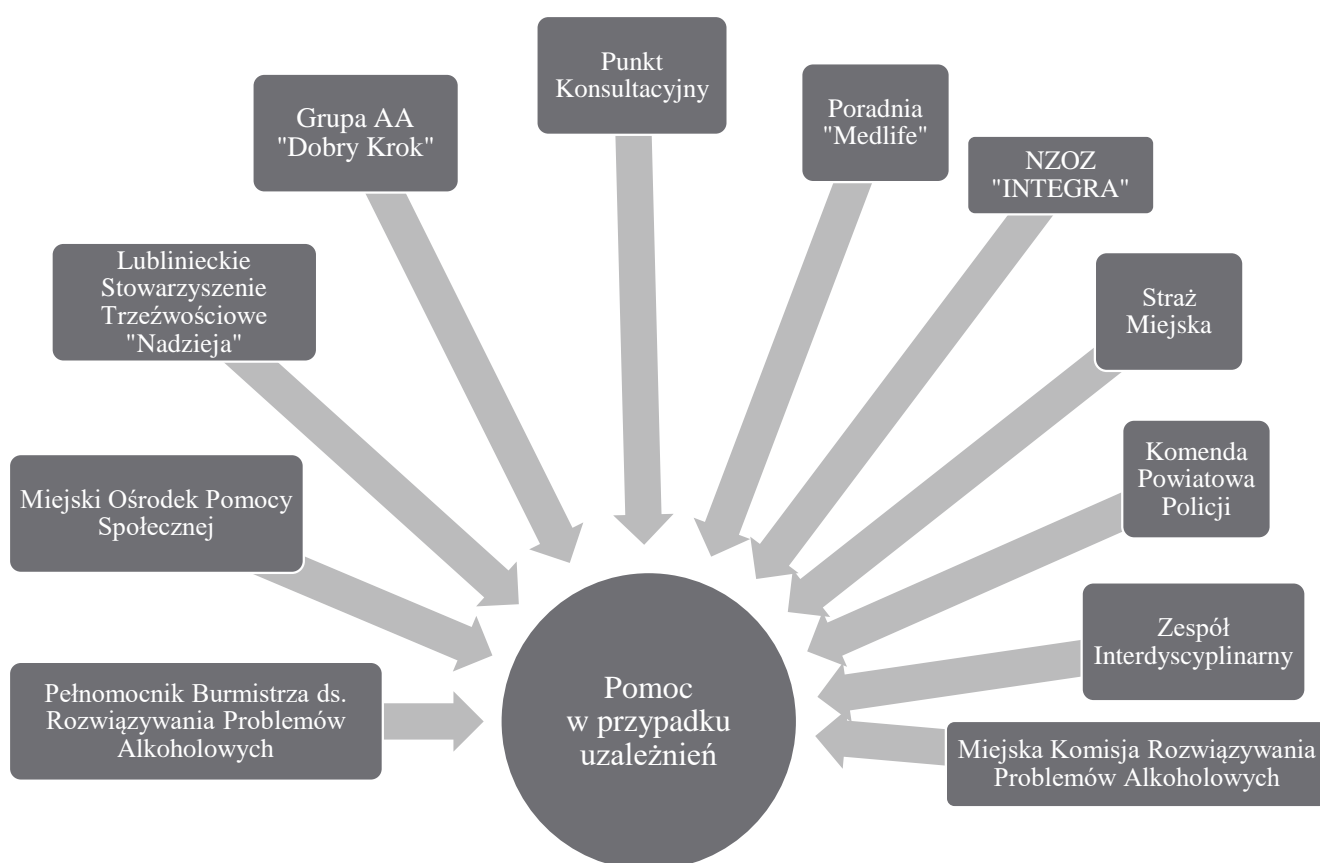 Punkt
Konsultacyjny
Grupa AA
"Dobry Krok"
Poradnia
"Medlife"
NZOZ
"INTEGRA"
Lublinieckie
Stowarzyszenie
Trzeźwościowe
"Nadzieja"
Straż
Miejska
Miejski Ośrodek Pomocy
Społecznej
Komenda
Powiatowa
Policji
Zespół
Interdyscyplinarny
Pełnomocnik Burmistrza ds.
Rozwiązywania Problemów
Alkoholowych
Pomoc
w przypadku
uzależnień
Miejska Komisja Rozwiązywania
Problemów Alkoholowych